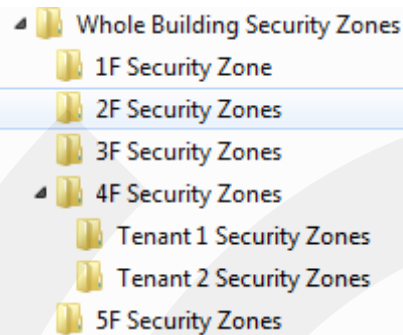 Whole Building Security Zones
1F Security Zone
2F Security Zones
3F Security Zones
4F Security Zones
Tenant 1 Security Zones
Tenant 2 Security Zones
5F Security Zones